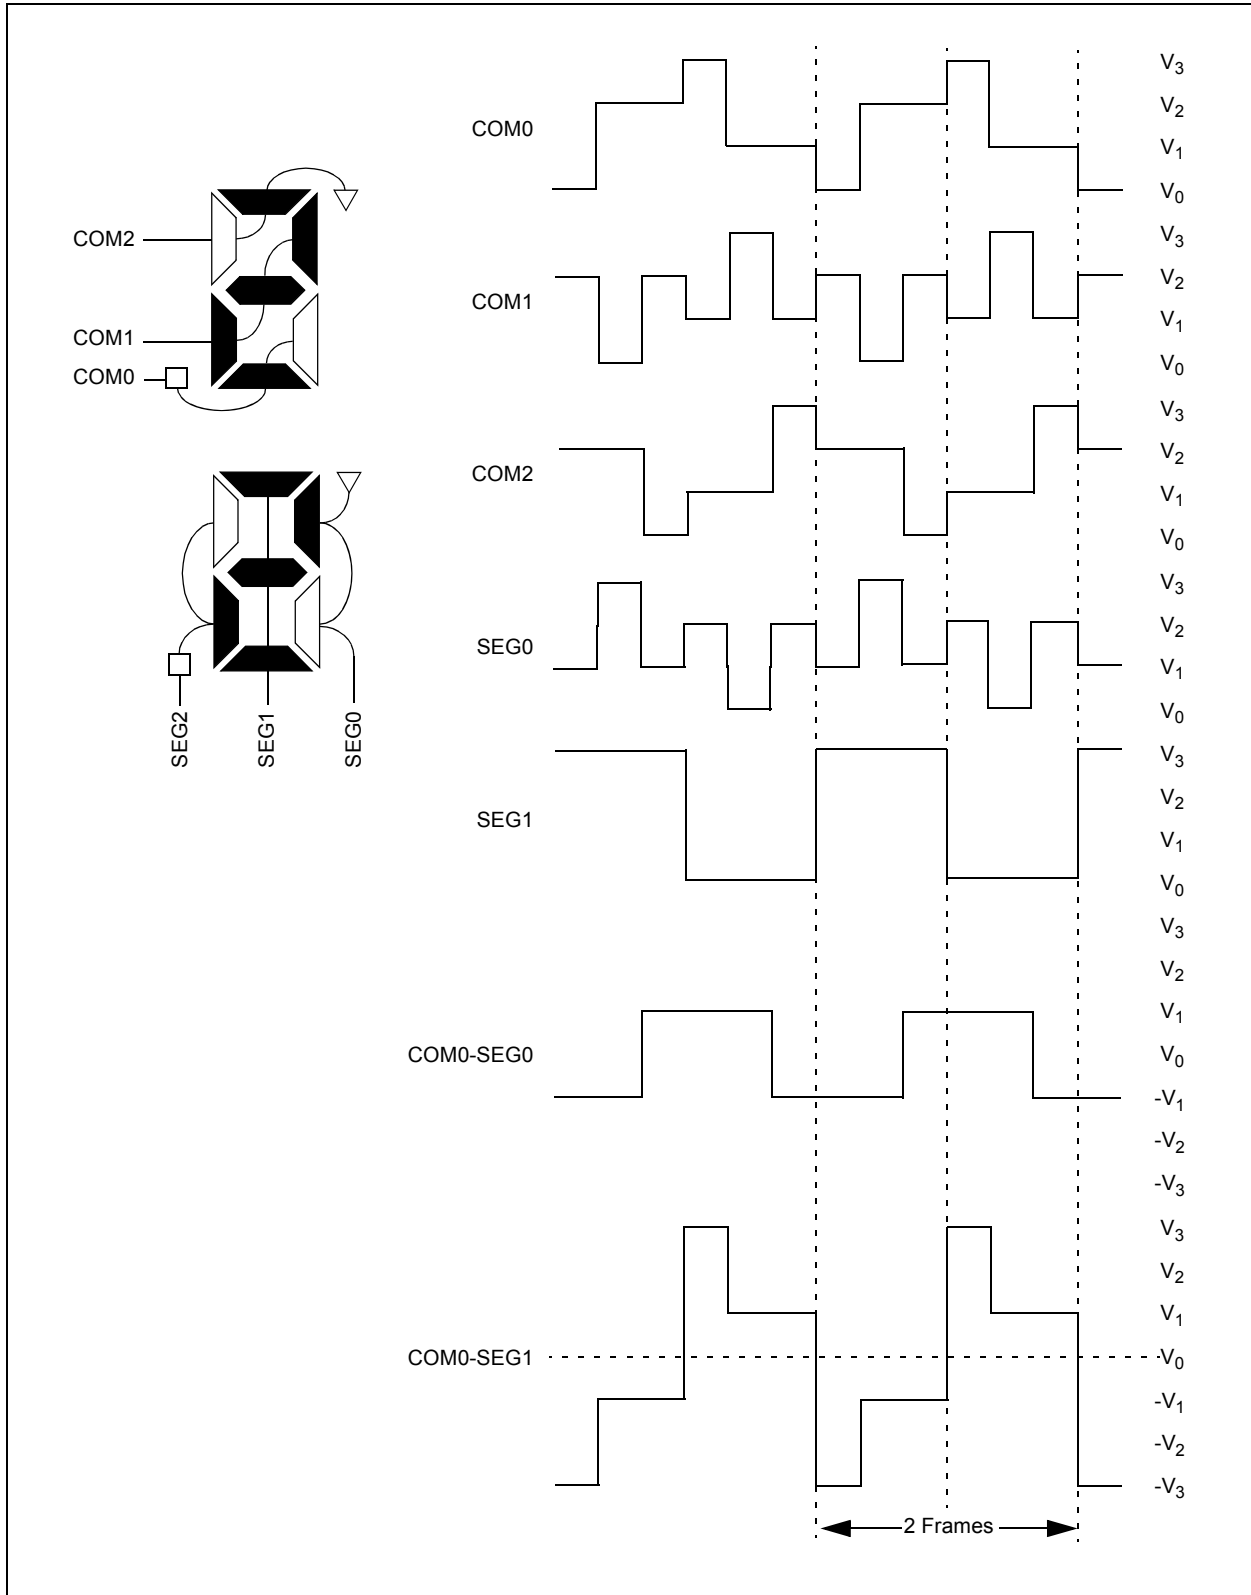 COM2
COM1
COM0
SEG2
SEG1
SEG0
COM0
V3
V2
V1
V0
COM1
V3
V2
V1
V0
COM2
V3
V2
V1
V0
SEG0
V3
V2
V1
V0
SEG1
V3
V2
V1
V0
COM0-SEG0
V3
V2
V1
V0
-V1
-V2
-V3
COM0-SEG1
V3
V2
V1
V0
-V1
-V2
-V3
2 Frames